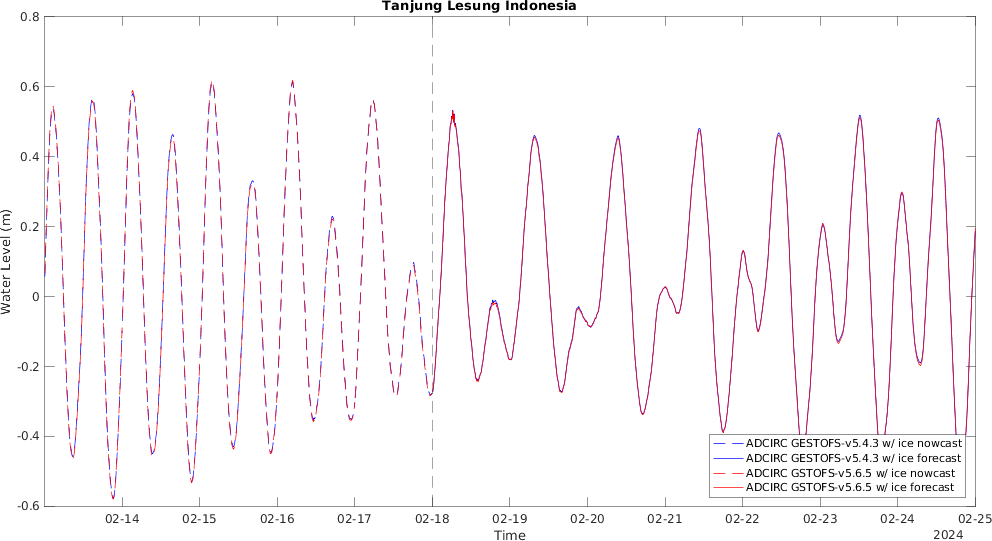 Tanjung Lesung Indonesia
0.8
0.6
0.4
0.2
0
-0.2
-0.4
-0.6
Water Level (m)
ADCIRC GESTOFS-v5.4.3 w/ ice nowcast
ADCIRC GESTOFS-v5.4.3 w/ ice forecast
ADCIRC GSTOFS-v5.6.5 w/ ice nowcast
ADCIRC GSTOFS-v5.6.5 w/ ice forecast
02-14 02-15 02-16 02-17 02-18 02-19 02-20 02-21 02-22 02-23 02-24 02-25
Time
2024